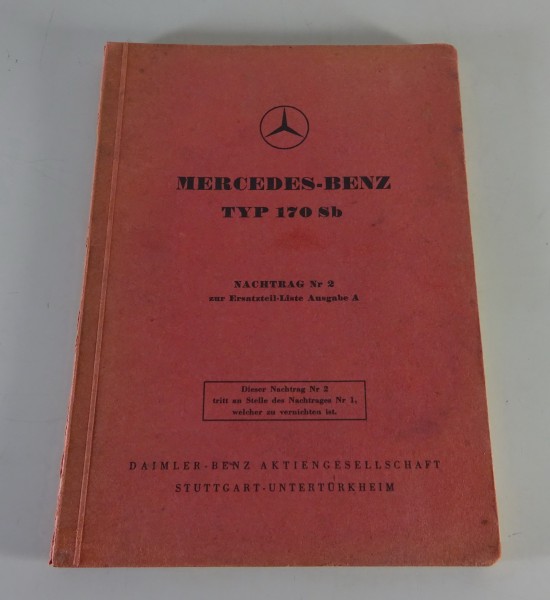 MERCEDES-BENZ
TYP 170 Sb
NACHTRAG Nr 2
zur Ersatzteil-Liste Ausgabe A
Dieser Nachtrag Nr 2
tritt an Stelle des Nachtrages Nr 1,
welcher zu vernichten ist.
DAIMLER-BENZ AKTIENGESELLSCHAFT
STUTTGART-UNTERTÜRKHEIM